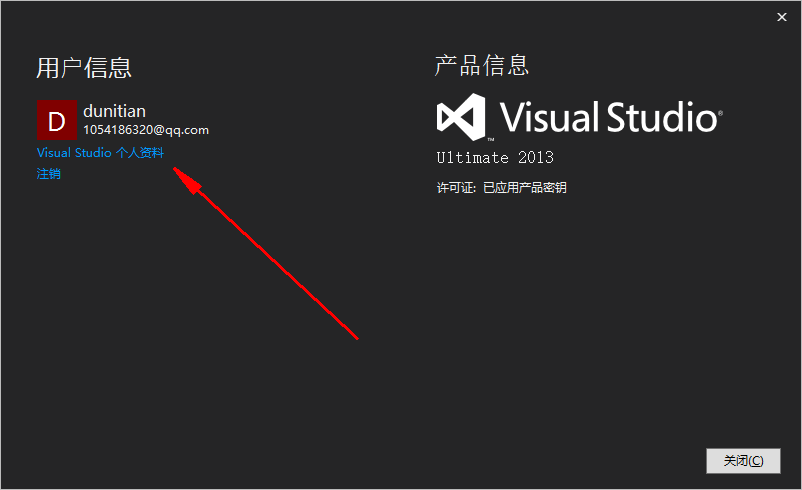 用户信息
D
dunitian
1054186320@qq.com
Visual Studio 个人资料
注销
产品信息
Visual Studio®
™
Ultimate 2013
许可证: 已应用产品密钥
关闭(C)